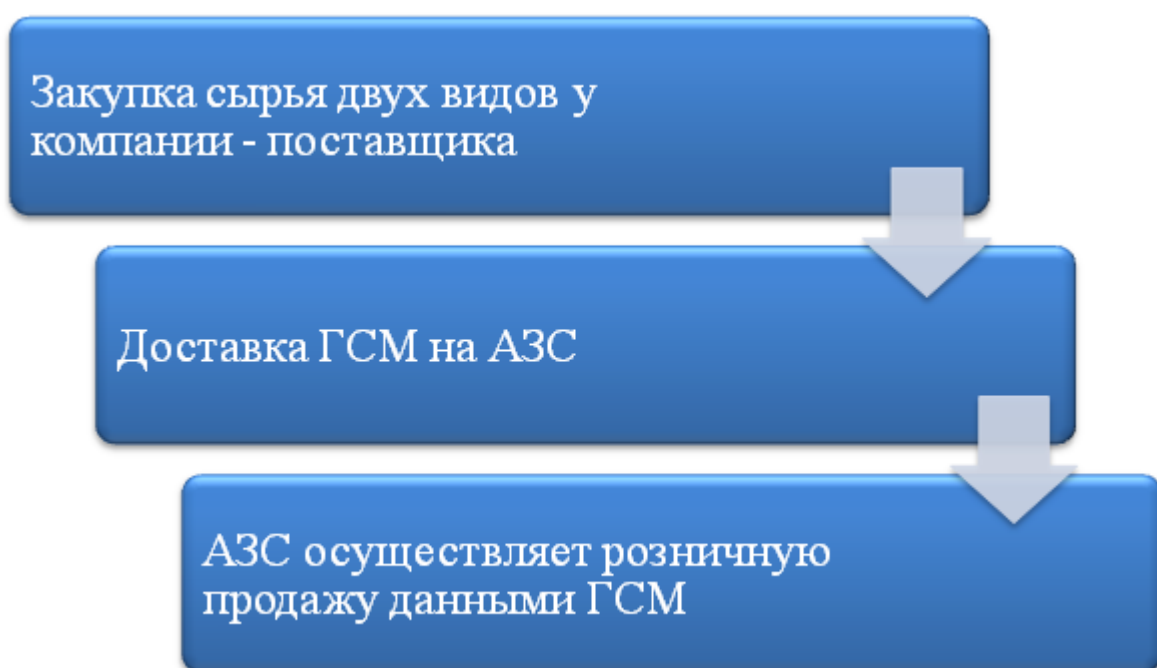 Закупка сырья двух видов у
компании - поставщика
Доставка ГСМ на АЗС
АЗС осуществляет розничную
продажу данными ГСМ